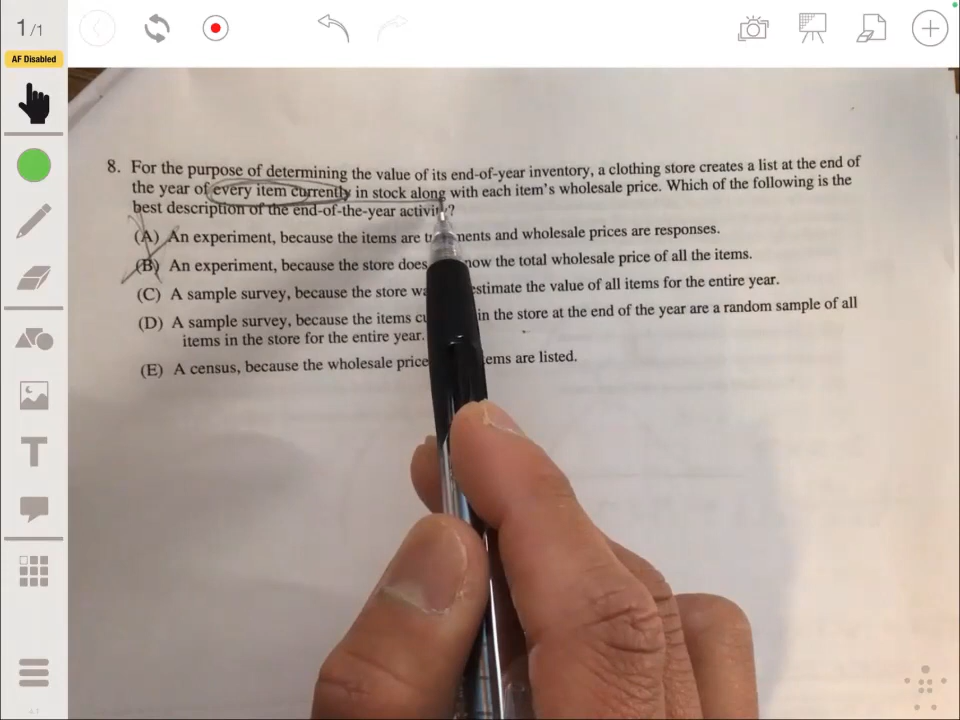 1/1
AF Disabled
8. For the purpose of determining the value of its end-of-year inventory, a clothing store creates a list at the end of
the year of every item currently in stock along with each item's wholesale price. Which of the following is the
best description of the end-of-the-year activity?
(A) An experiment, because the items are ments and wholesale prices are responses.
(B) An experiment, because the store does now the total wholesale price of all the items.
(C) A sample survey, because the store estimate the value of all items for the entire year.
(D) A sample survey, because the items in the store at the end of the year are a random sample of all
items in the store for the entire year.
(E) A census, because the wholesale price ems are listed.
T